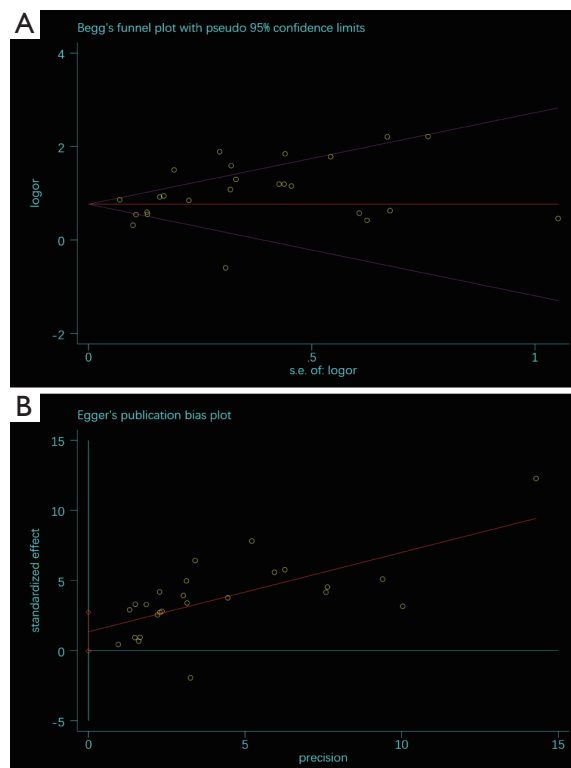 A
Begg's funnel plot with pseudo 95% confidence limits
4
2
0
-2
logor
0
.5
1
s.e. of: logor
B
Egger's publication bias plot
15
10
5
0
-5
standardized effect
0
5
10
15
precision